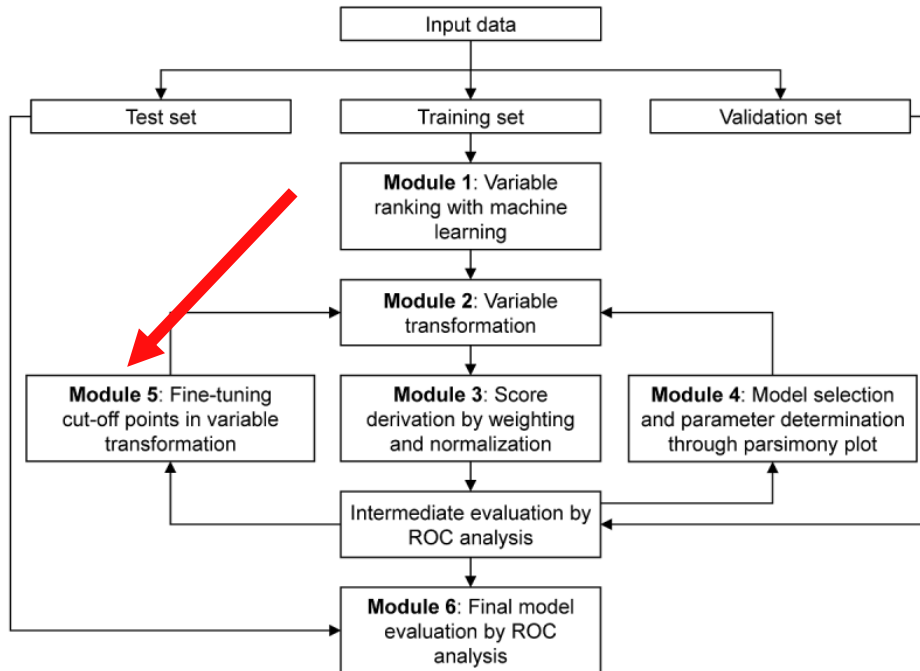 Input data
Test set
Training set
Validation set
Module 1: Variable
ranking with machine
learning
Module 2: Variable
transformation
Module 5: Fine-tuning
cut-off points in variable
transformation
Module 3: Score
derivation by weighting
and normalization
Module 4: Model selection
and parameter determination
through parsimony plot
Intermediate evaluation by
ROC analysis
Module 6: Final model
evaluation by ROC
analysis